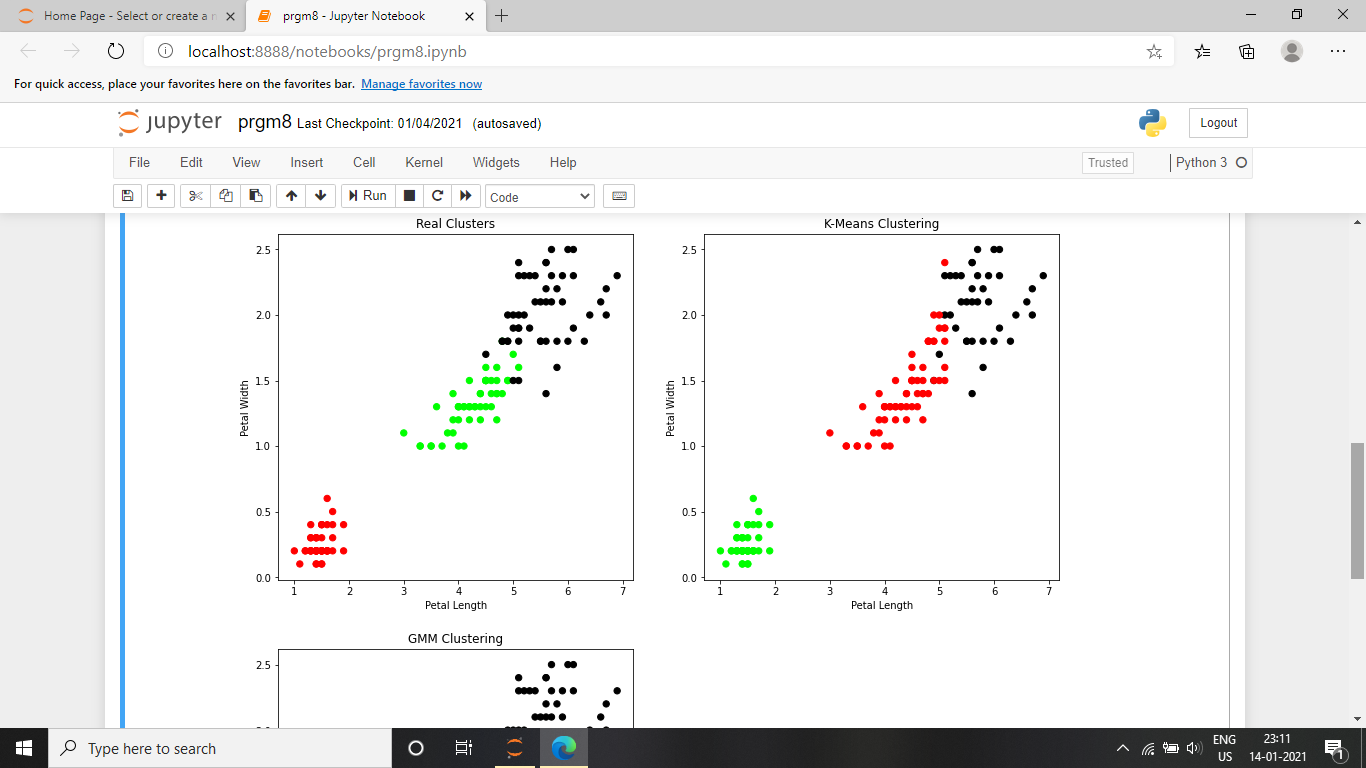 Home Page - Select or create a n
prgm8 - Jupyter Notebook
localhost:8888/notebooks/prgm8.ipynb
For quick access, place your favorites here on the favorites bar. Manage favorites now
jupyter prgm8 Last Checkpoint: 01/04/2021 (autosaved)
Logout
File Edit View Insert Cell Kernel Widgets Help
Trusted
Python 3
Run
Code
Real Clusters
2.5
2.0
1.5
1.0
0.5
0.0
Petal Width
1 2 3 4 5 6 7
Petal Length
K-Means Clustering
2.5
2.0
1.5
1.0
0.5
0.0
Petal Width
1 2 3 4 5 6 7
Petal Length
GMM Clustering
2.5
Type here to search
ENG
US
23:11
14-01-2021
1